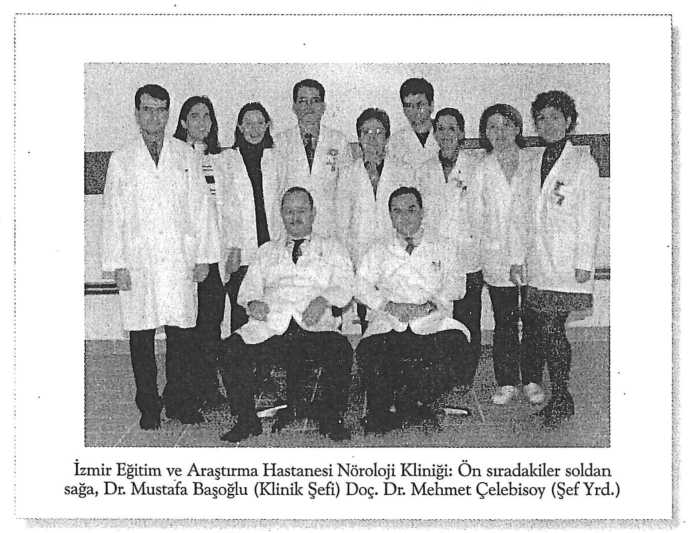 İzmir Eğitim ve Araştırma Hastanesi Nöroloji Kliniği: Ön sıradakiler soldan
sağa, Dr. Mustafa Başoğlu (Klinik Şefi) Doç. Dr. Mehmet Çelebisoy (Şef Yrd.)